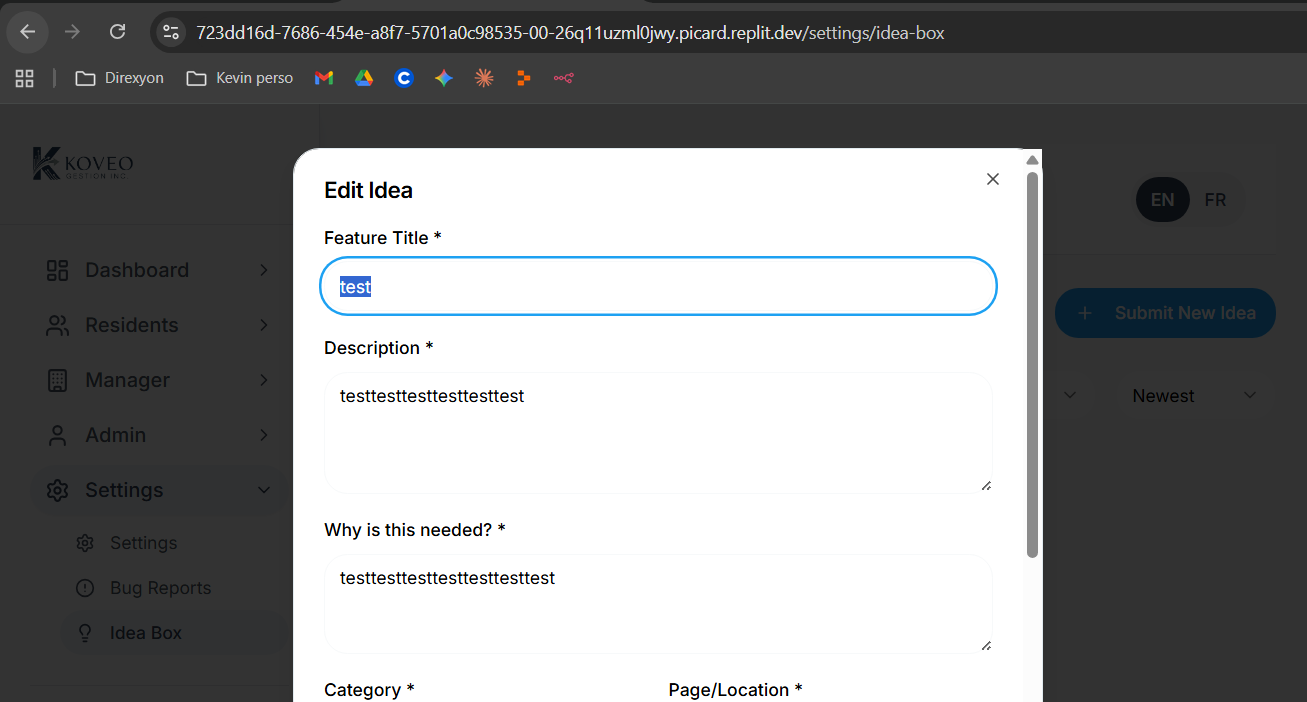 723dd16d-7686-454e-a8f7-5701a0c98535-00-26q11uzml0jwy.picard.replit.dev/settings/idea-box
Direxyon
Kevin perso
KOVEO
GESTION INC.
EN
FR
Dashboard
Residents
Manager
Admin
Settings
Settings
Bug Reports
Idea Box
Submit New Idea
Newest
Edit Idea
Feature Title *
test
Description *
testtesttesttesttesttest
Why is this needed? *
testtesttesttesttesttesttest
Category *
Page/Location *